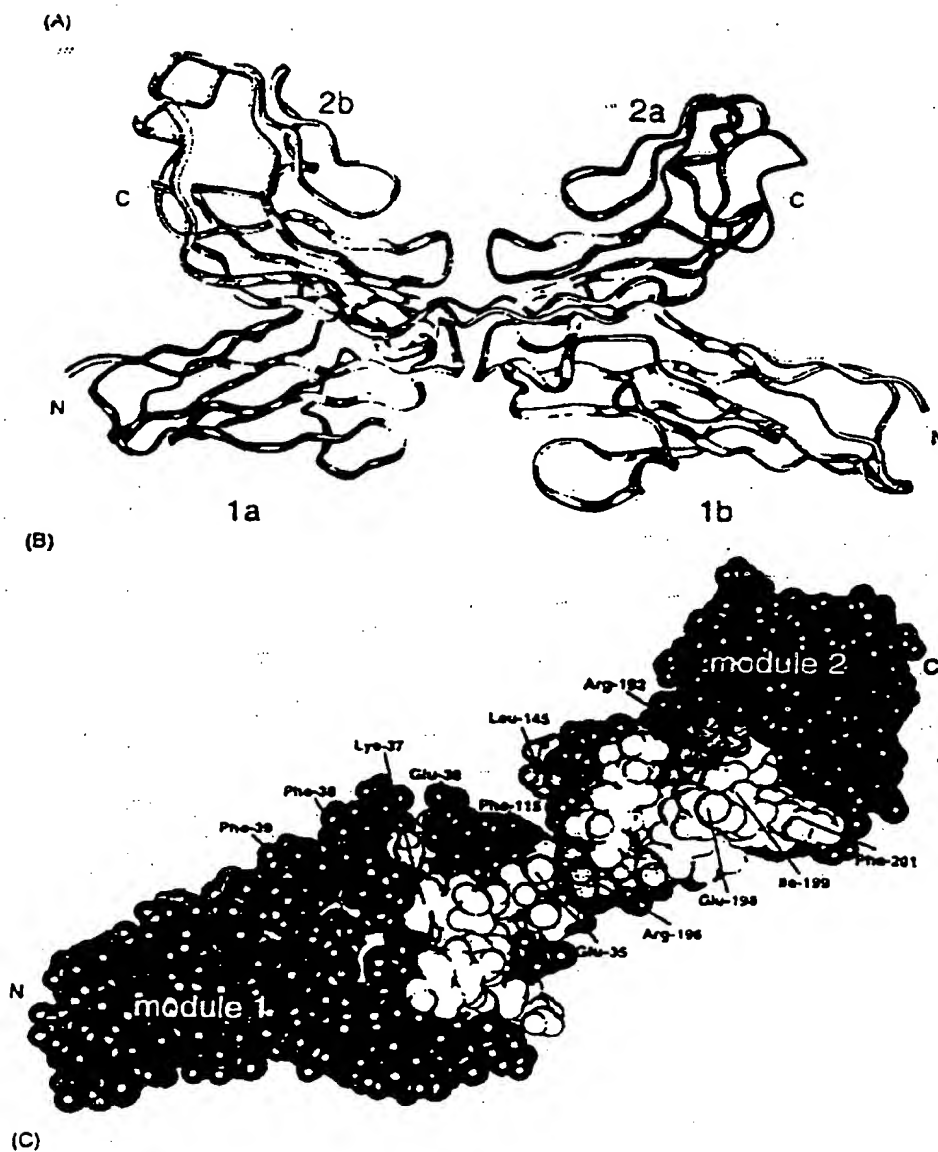 (A)
2b
2a
C
C
N
N
1a
1b
(B)
module 2
C
Arg-192
Leu-145
Lys-37
Glu-36
Phe-38
Phe-115
Phe-39
Phe-201
Ile-199
Glu-198
Arg-196
Glu-35
N
module 1
(C)